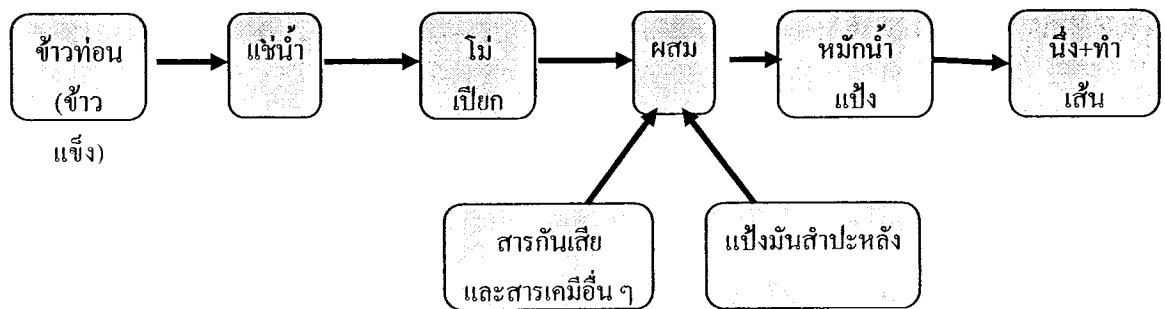 ข้าวท่อน
(ข้าว
แข็ง)
แช่น้ำ
โม่
เปียก
ผสม
หมักน้ำ
แป้ง
นึ่ง+ทำ
เส้น
สารกันเสีย
และสารเคมีอื่น ๆ
แป้งมันสำปะหลัง